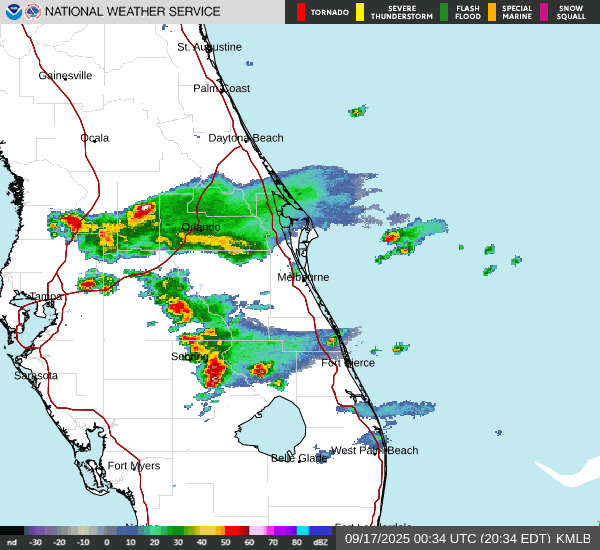 NATIONAL WEATHER SERVICE
TORNADO
SEVERE
THUNDERSTORM
FLASH
FLOOD
SPECIAL
MARINE
SNOW
SQUALL
St. Augustine
Gainesville
Palm Coast
Ocala
Daytona Beach
Orlando
Melbourne
Tampa
Sebring
Fort Pierce
Sarasota
West Palm Beach
Belle Glade
Fort Myers
nd -30 -20 -10 0 10 20 30 40 50 60 70 80 dBZ
09/17/2025 00:34 UTC (20:34 EDT) KMLB